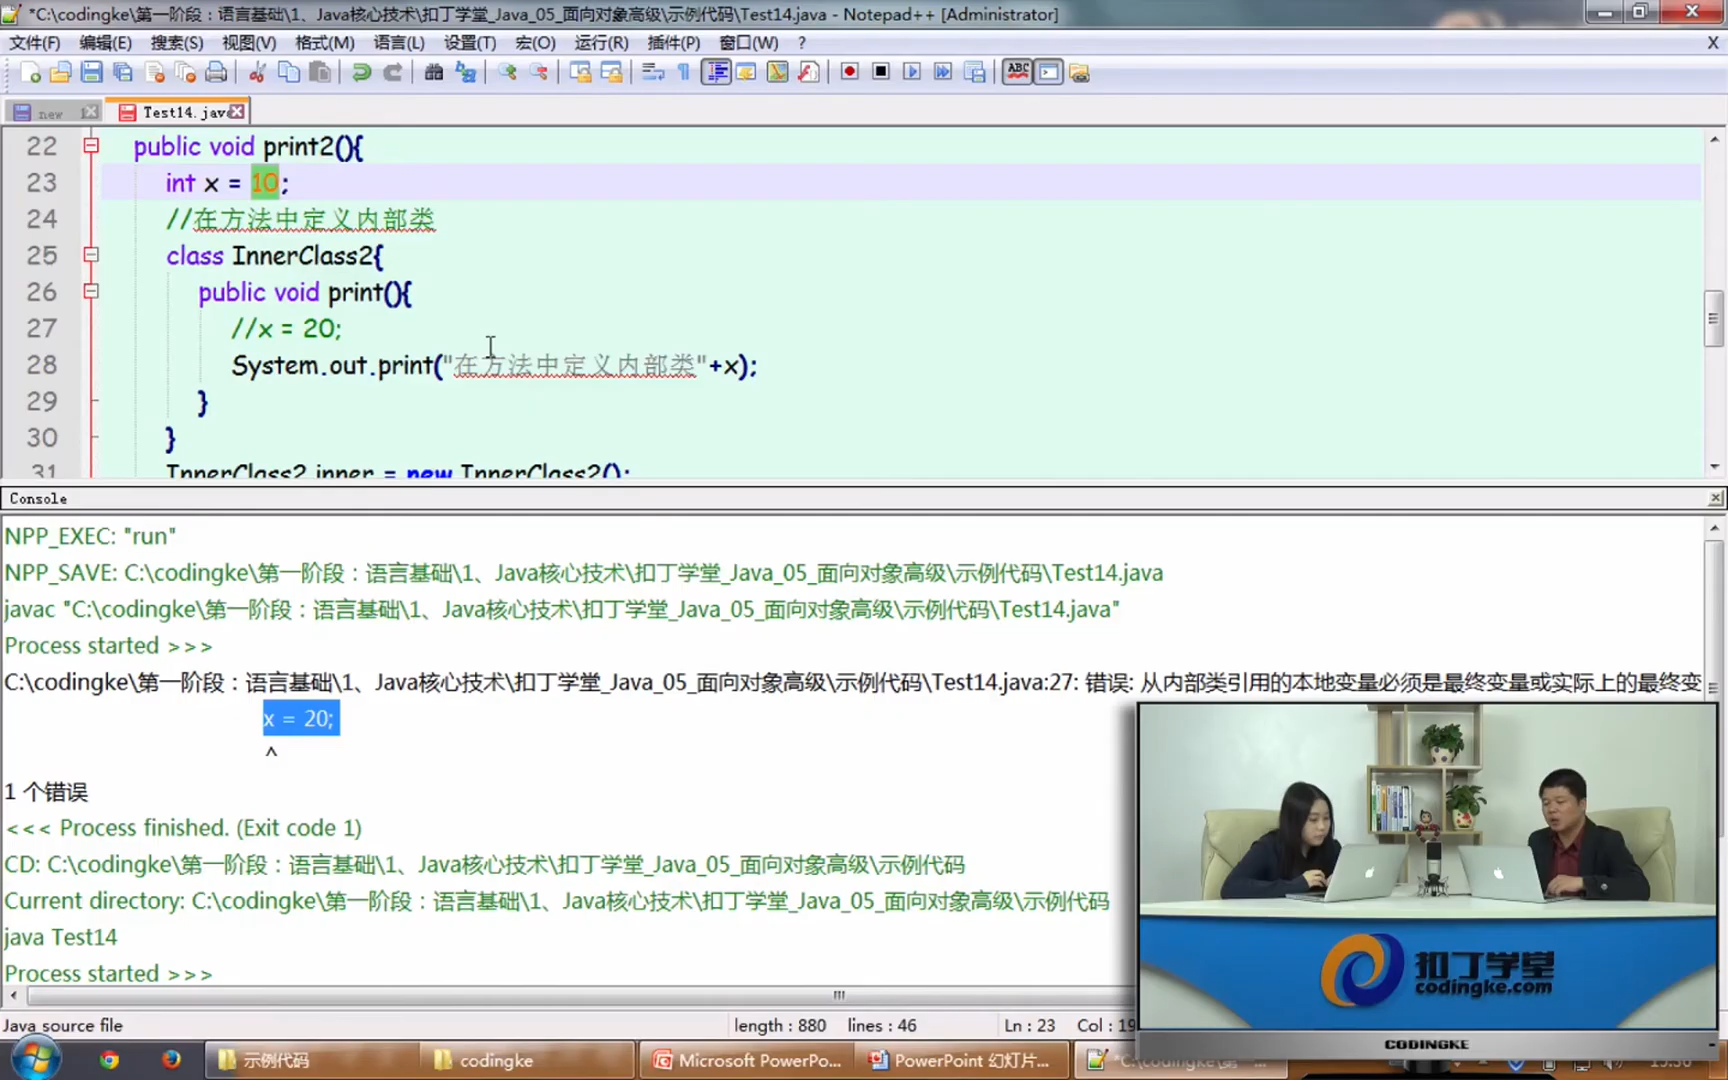 *C:\codingke\第一阶段：语言基础\1、Java核心技术\扣丁学堂_Java_05_面向对象高级\示例代码\Test14.java - Notepad++ [Administrator]
文件(F) 编辑(E) 搜索(S) 视图(V) 格式(M) 语言(L) 设置(T) 宏(O) 运行(R) 插件(P) 窗口(W) ? X
ABC
new 1 Test14.java
22 public void print2(){
23 int x = 10;
24 //在方法中定义内部类
25 class InnerClass2{
26 public void print(){
27 //x = 20;
28 System.out.print("在方法中定义内部类"+x);
29 }
30 }
31 InnerClass2 inner = new InnerClass2();
Console
NPP_EXEC: "run"
NPP_SAVE: C:\codingke\第一阶段：语言基础\1、Java核心技术\扣丁学堂_Java_05_面向对象高级\示例代码\Test14.java
javac "C:\codingke\第一阶段：语言基础\1、Java核心技术\扣丁学堂_Java_05_面向对象高级\示例代码\Test14.java"
Process started >>>
C:\codingke\第一阶段：语言基础\1、Java核心技术\扣丁学堂_Java_05_面向对象高级\示例代码\Test14.java:27: 错误: 从内部类引用的本地变量必须是最终变量或实际上的最终变
x = 20;
^
1 个错误
<<< Process finished. (Exit code 1)
CD: C:\codingke\第一阶段：语言基础\1、Java核心技术\扣丁学堂_Java_05_面向对象高级\示例代码
Current directory: C:\codingke\第一阶段：语言基础\1、Java核心技术\扣丁学堂_Java_05_面向对象高级\示例代码
java Test14
Process started >>>
扣丁学堂
codingke.com
CODINGKE
Java source file length : 880 lines : 46 Ln : 23 Col : 19
示例代码 codingke Microsoft PowerPo... PowerPoint 幻灯片... *C:\codingke\第一...